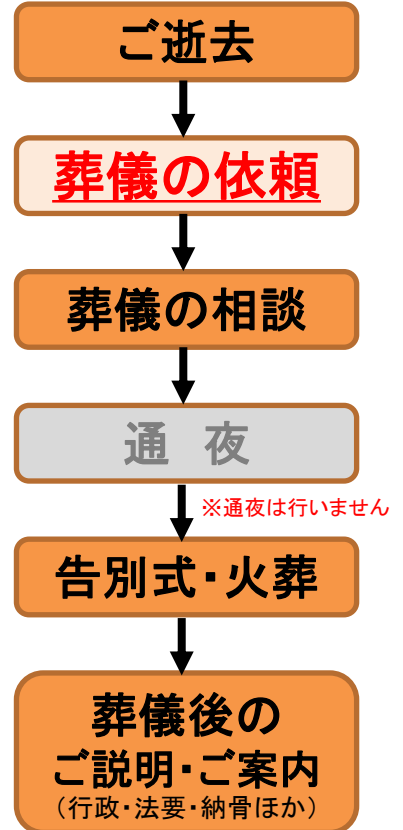 ご逝去
葬儀の依頼
葬儀の相談
通 夜
※通夜は行いません
告別式・火葬
葬儀後の
ご説明・ご案内
（行政・法要・納骨ほか）